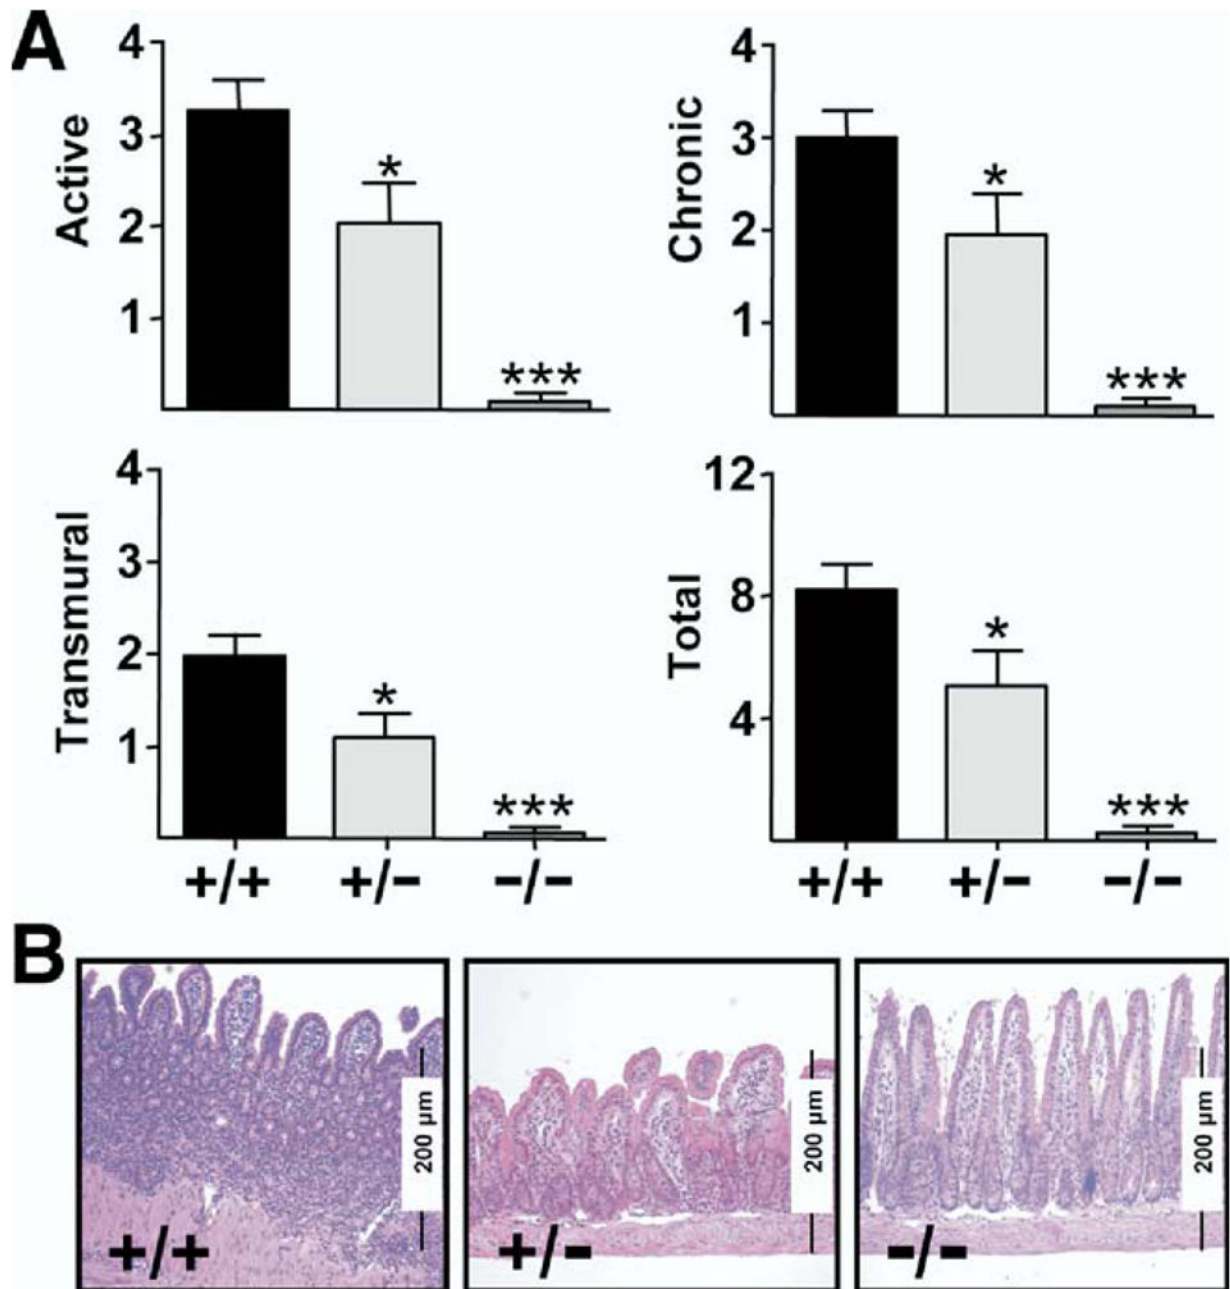 A
Active
4
3
2
1
*
***
Chronic
4
3
2
1
*
***
Transmural
4
3
2
1
*
***
+/+ +/- -/-
Total
12
8
4
*
***
+/+ +/- -/-
B
+/+
200 µm
+/-
200 µm
-/-
200 µm